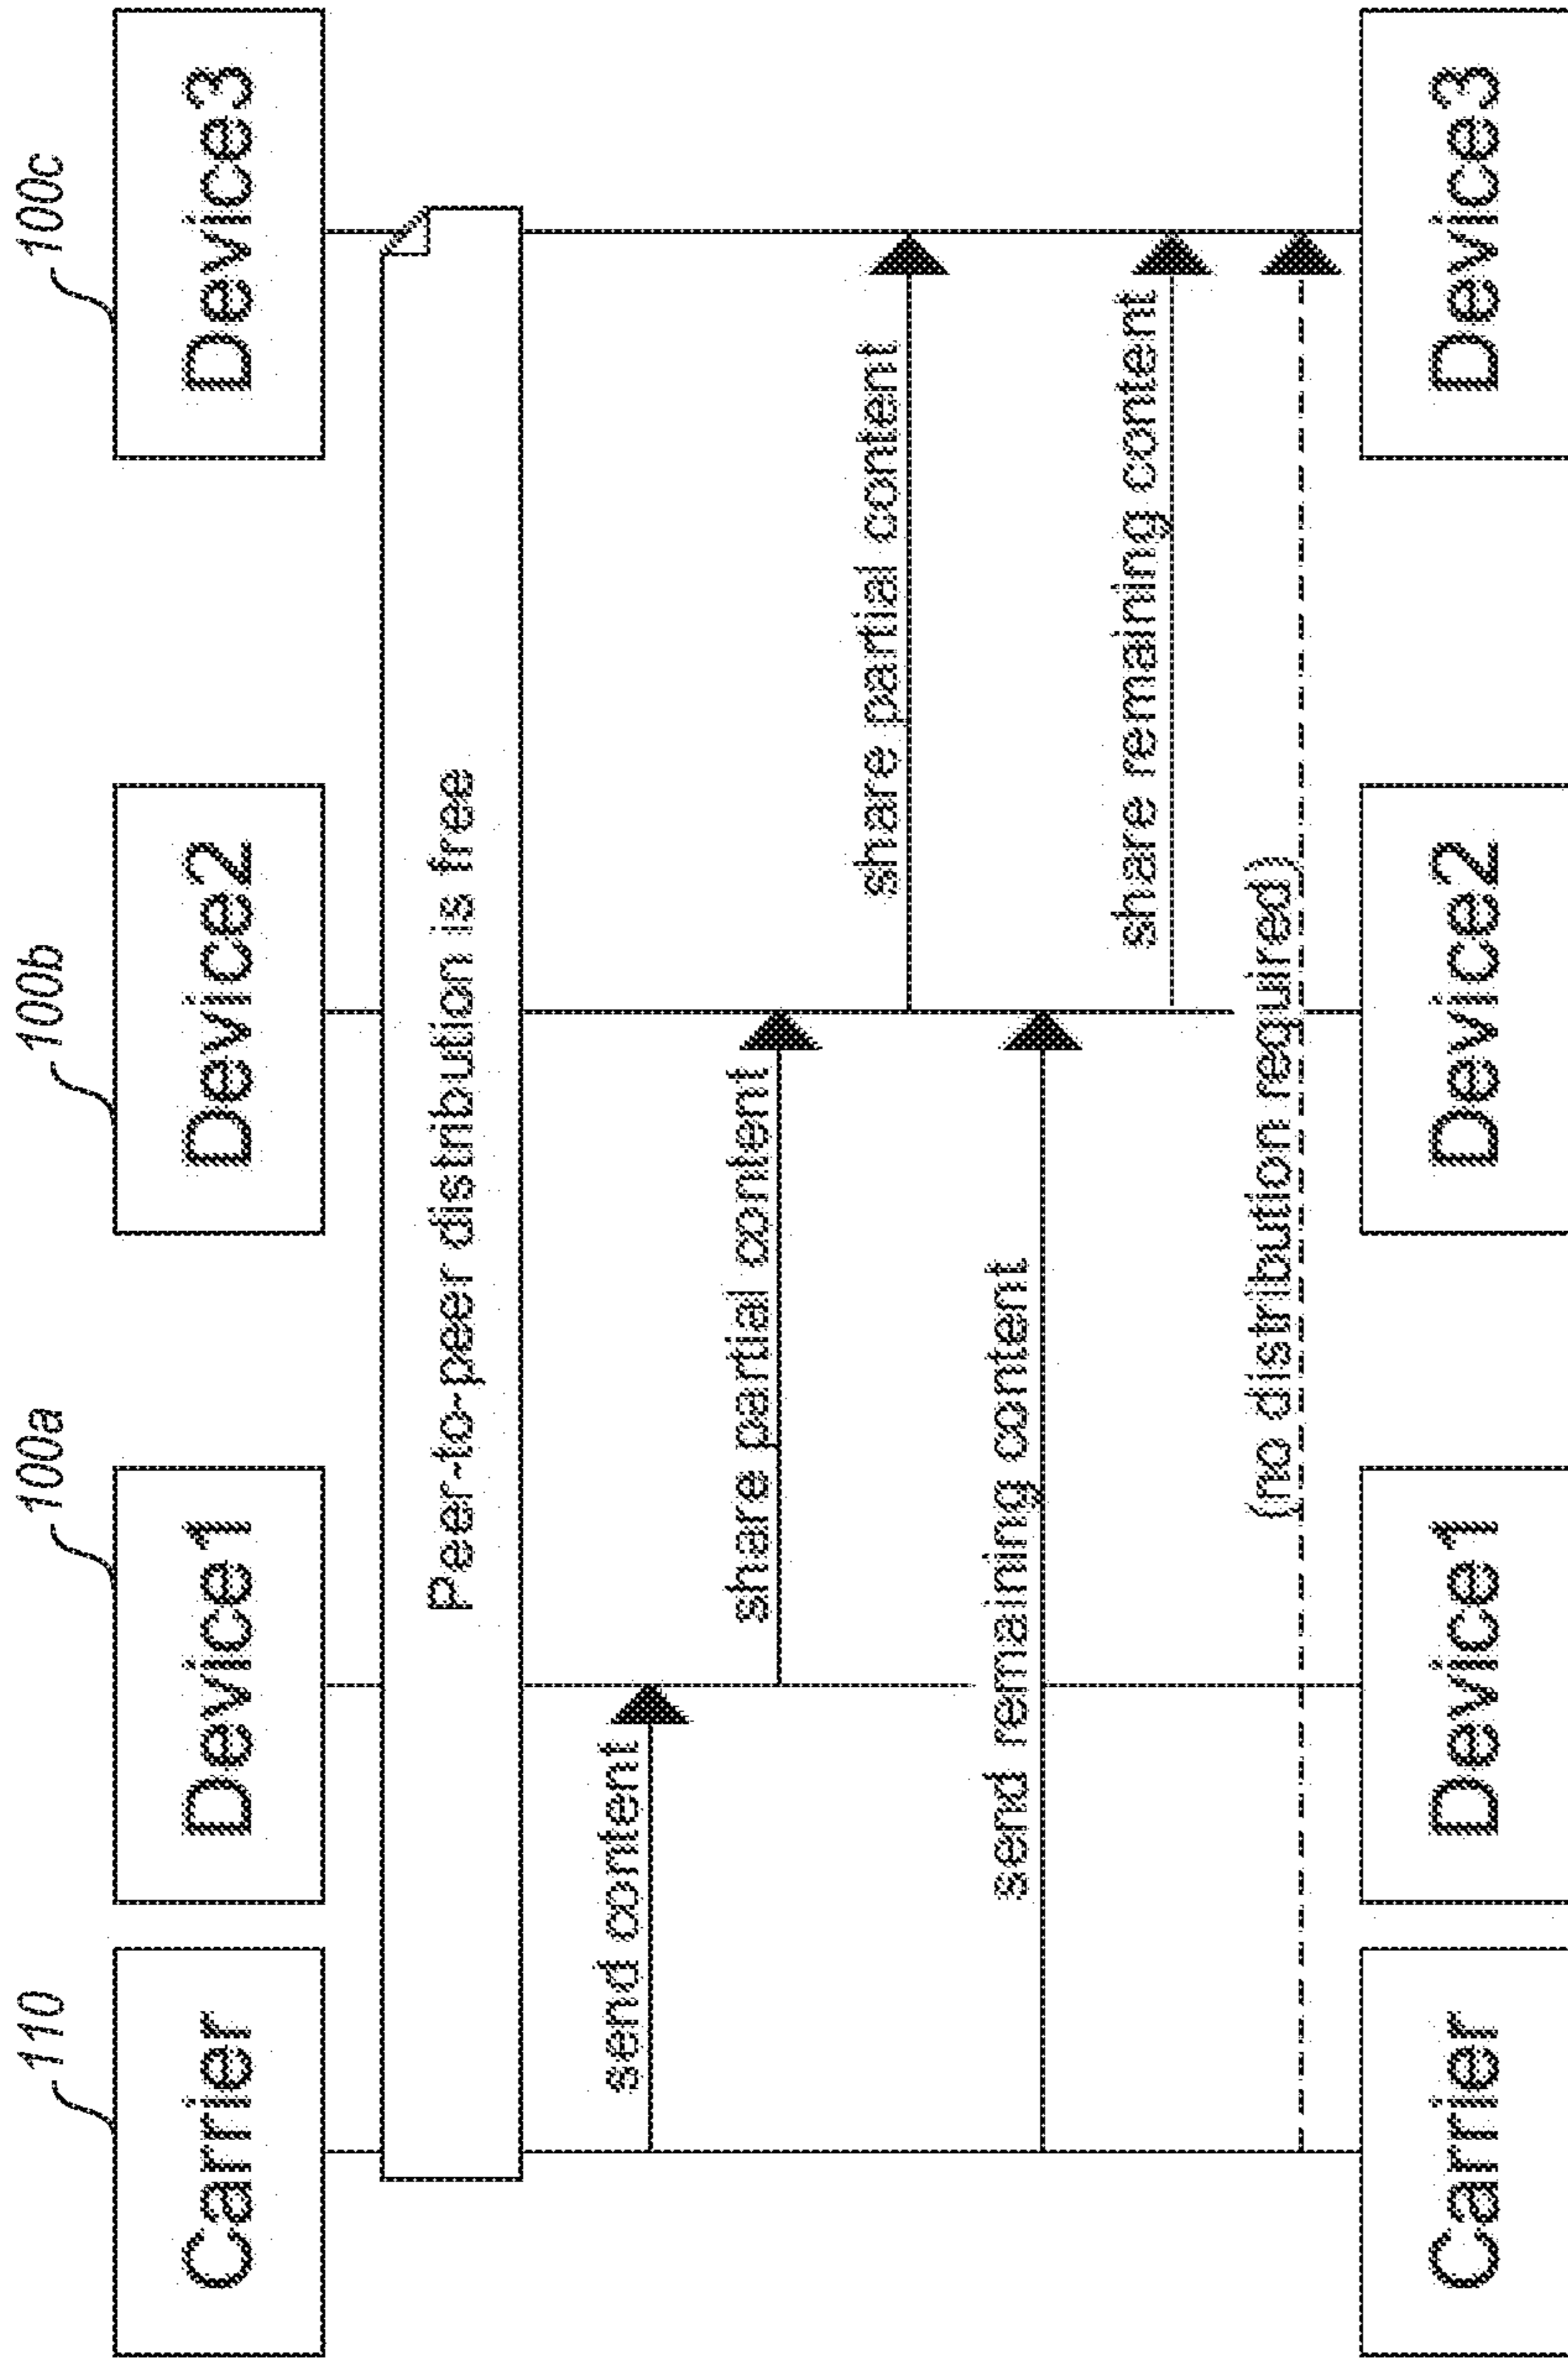 110
100a
100b
100c
Carrier
Device1
Device2
Device3
Peer-to-peer distribution is free
send content
share partial content
share partial content
send remaining content
share remaining content
(no distribution required)
Carrier
Device1
Device2
Device3